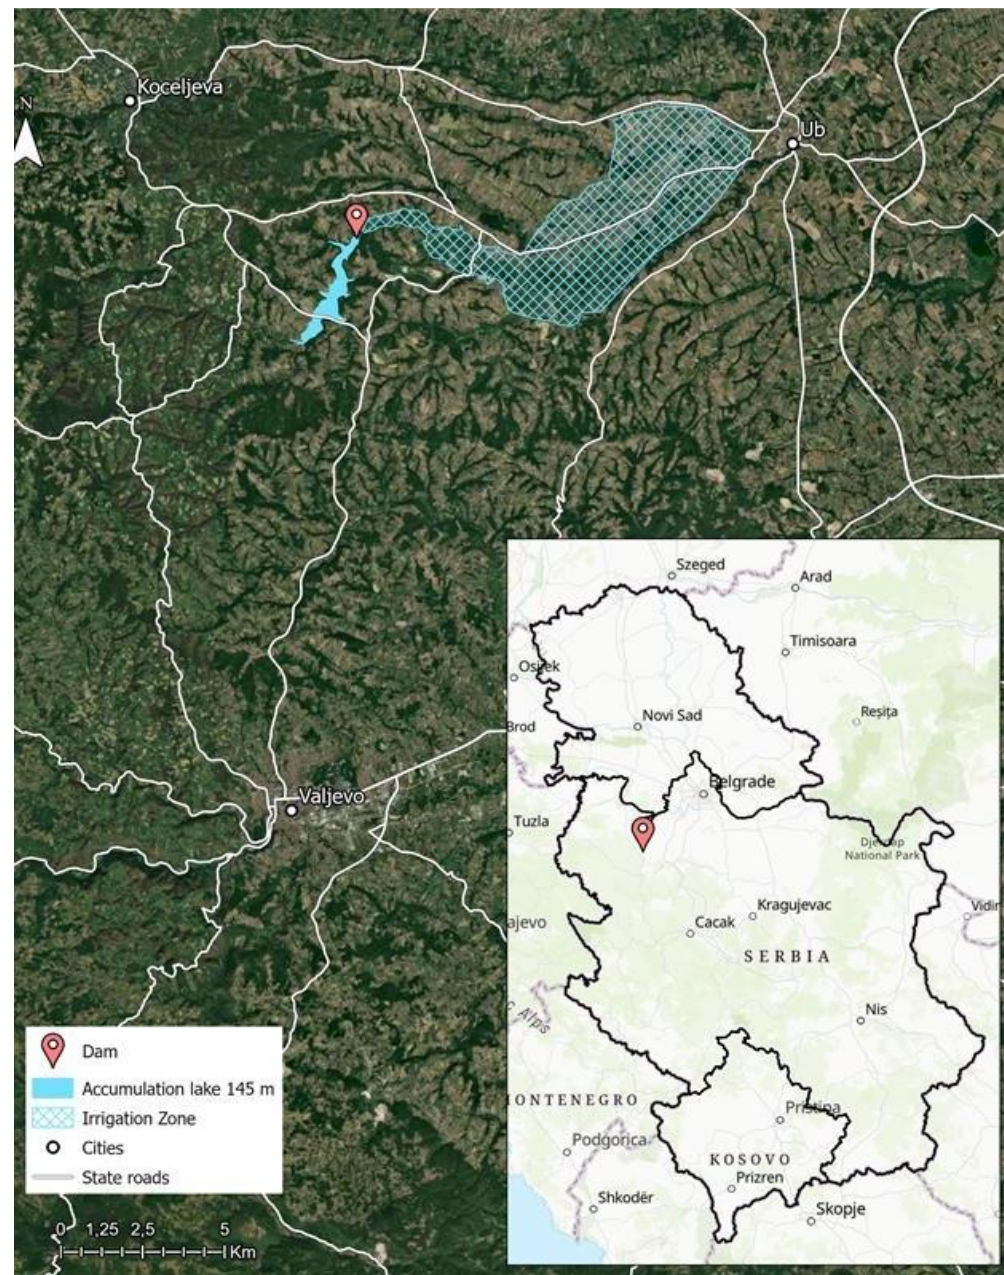 Koceljeva
N
Ub
Valjevo
Szeged
Arad
Timisoara
Osijek
Reșița
Novi Sad
Brod
Belgrade
Tuzla
Djerdap
National Park
Vidin
Kragujevac
ajevo
Cacak
SERBIA
Nis
c Alps
MONTENEGRO
Pristina
Podgorica
KOSOVO
Prizren
Shkodër
Skopje
Dam
Accumulation lake 145 m
Irrigation Zone
Cities
State roads
0 1,25 2,5 5
Km